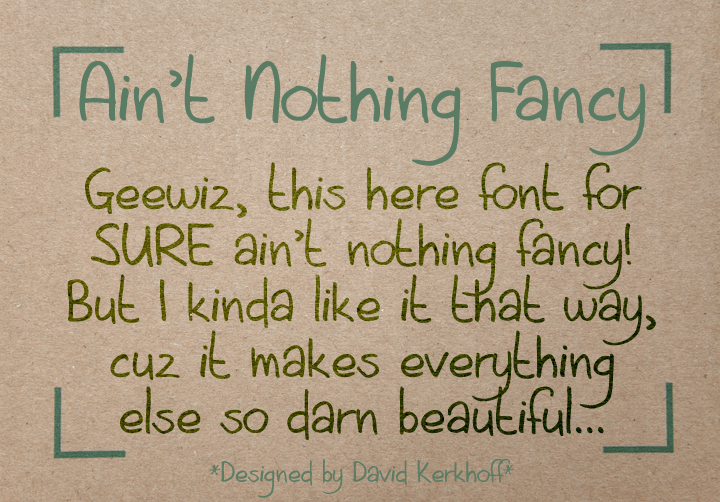 Ain't Nothing Fancy
Geewiz, this here font for
SURE ain't nothing fancy!
But I kinda like it that way,
cuz it makes everything
else so darn beautiful...
*Designed by David Kerkhoff*